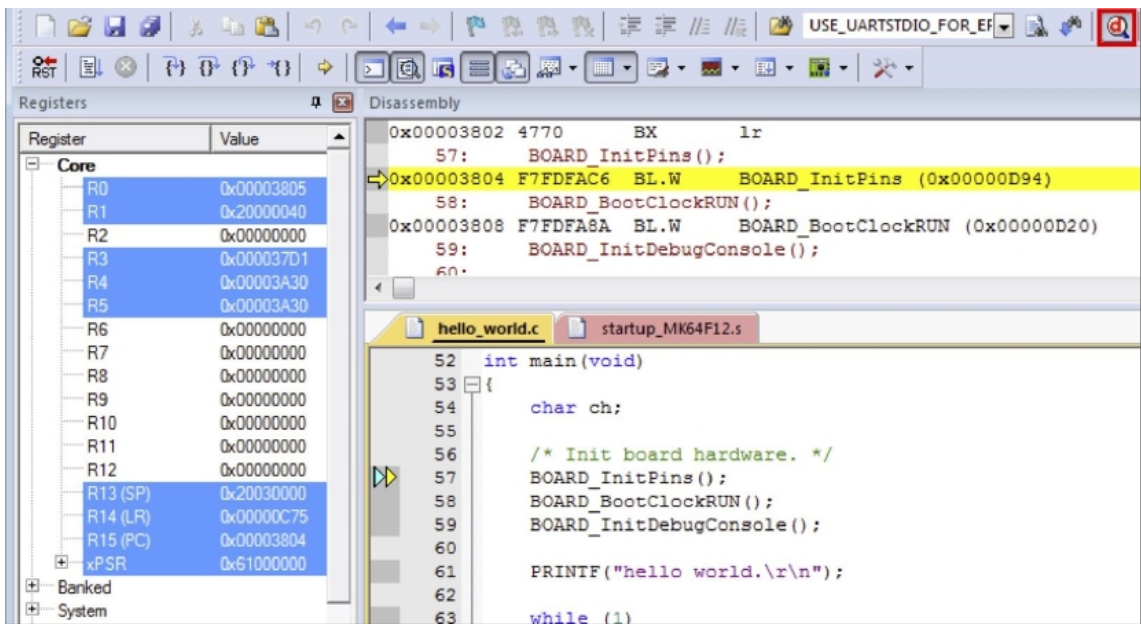 USE_UARTSTDIO_FOR_EF
RST
Registers
Register Value
Core
R0 0x00003805
R1 0x20000040
R2 0x00000000
R3 0x000037D1
R4 0x00003A30
R5 0x00003A30
R6 0x00000000
R7 0x00000000
R8 0x00000000
R9 0x00000000
R10 0x00000000
R11 0x00000000
R12 0x00000000
R13 (SP) 0x20030000
R14 (LR) 0x00000C75
R15 (PC) 0x00003804
xPSR 0x61000000
Banked
System
Disassembly
0x00003802 4770 BX lr
57: BOARD_InitPins();
0x00003804 F7FDFAC6 BL.W BOARD_InitPins (0x00000D94)
58: BOARD_BootClockRUN();
0x00003808 F7FDFA8A BL.W BOARD_BootClockRUN (0x00000D20)
59: BOARD_InitDebugConsole();
60:
hello_world.c startup_MK64F12.s
52 int main(void)
53 {
54 char ch;
55
56 /* Init board hardware. */
57 BOARD_InitPins();
58 BOARD_BootClockRUN();
59 BOARD_InitDebugConsole();
60
61 PRINTF("hello world.\r\n");
62
63 while (1)